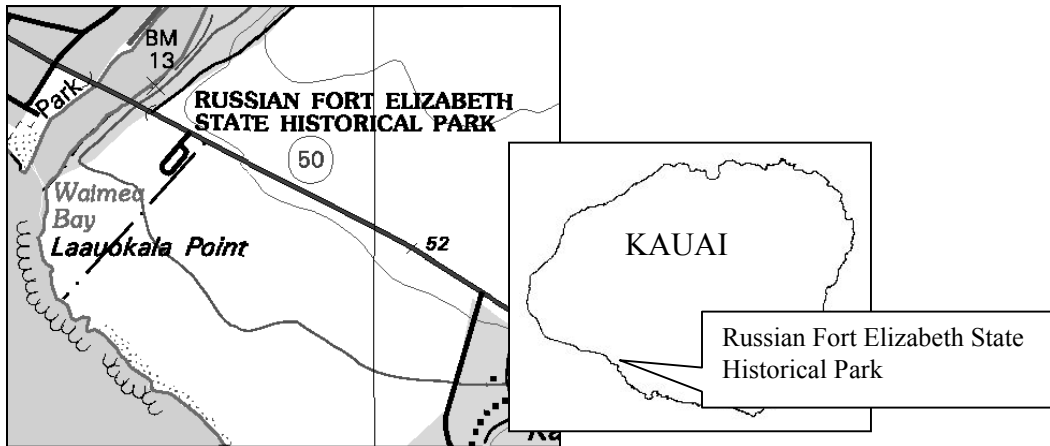 BM
13
Park
RUSSIAN FORT ELIZABETH
STATE HISTORICAL PARK
50
Waimea
Bay
Laauokala Point
52
KAUAI
Russian Fort Elizabeth State
Historical Park